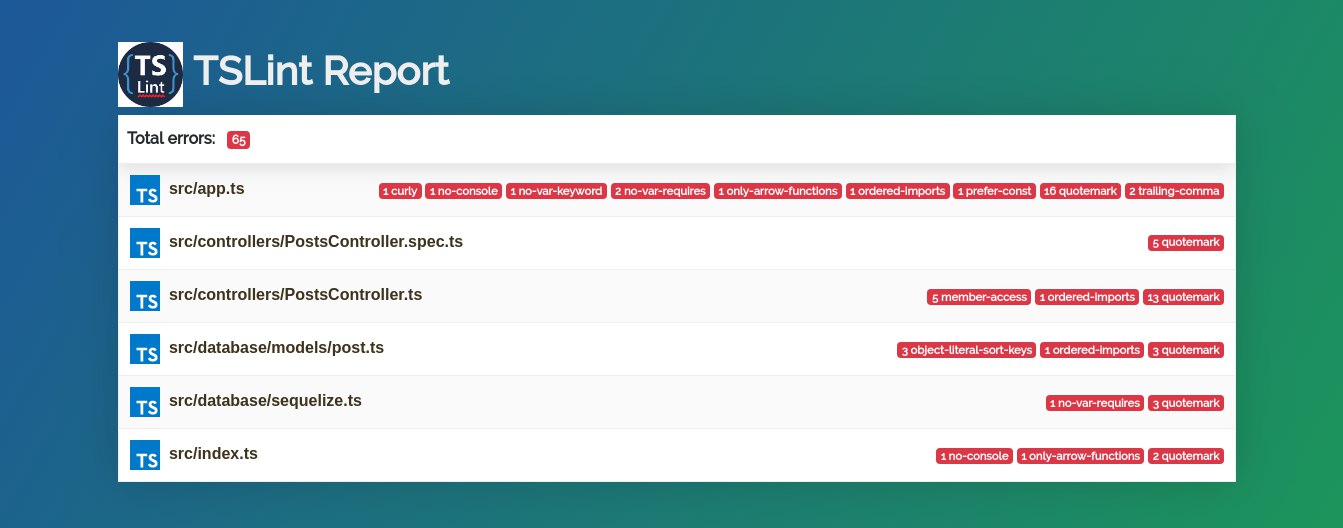 {TS}
Lint
TSLint Report
Total errors: 65
TS src/app.ts 1 curly 1 no-console 1 no-var-keyword 2 no-var-requires 1 only-arrow-functions 1 ordered-imports 1 prefer-const 16 quotemark 2 trailing-comma
TS src/controllers/PostsController.spec.ts 5 quotemark
TS src/controllers/PostsController.ts 5 member-access 1 ordered-imports 13 quotemark
TS src/database/models/post.ts 3 object-literal-sort-keys 1 ordered-imports 3 quotemark
TS src/database/sequelize.ts 1 no-var-requires 3 quotemark
TS src/index.ts 1 no-console 1 only-arrow-functions 2 quotemark